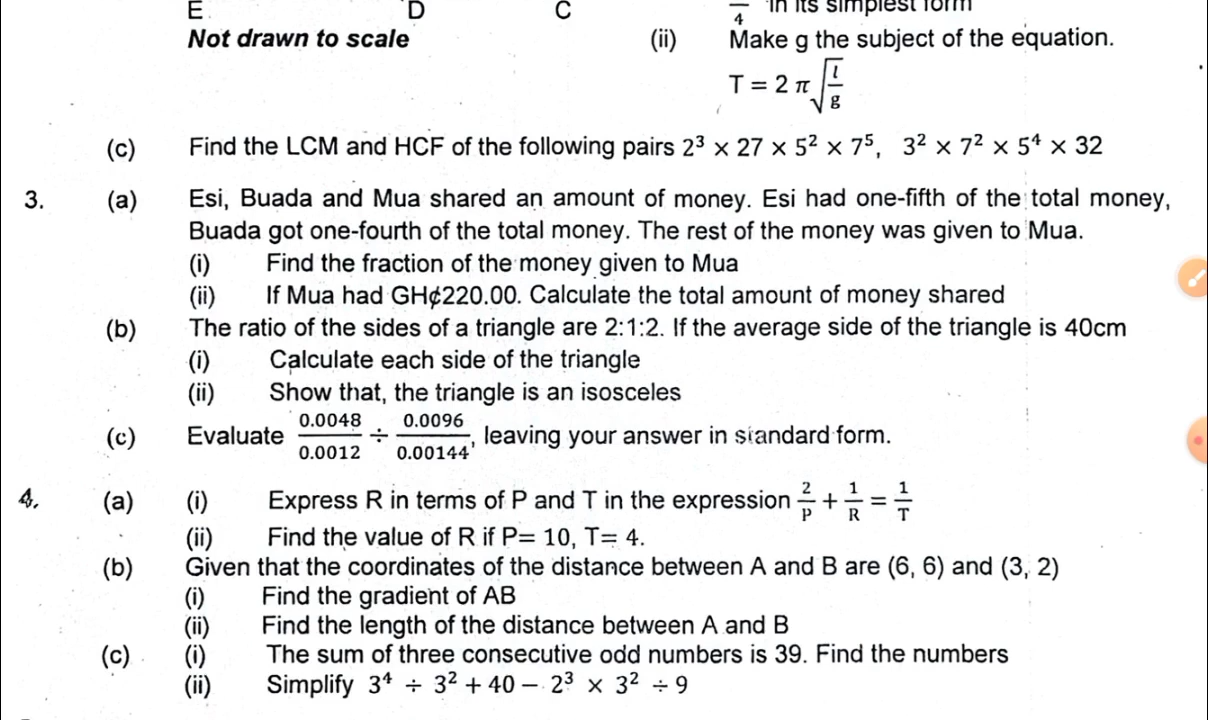 E D C
4 in its simplest form
Not drawn to scale (ii) Make g the subject of the equation.
T = 2 π √(l/g)
(c) Find the LCM and HCF of the following pairs 2³ × 27 × 5² × 7⁵, 3² × 7² × 5⁴ × 32
3. (a) Esi, Buada and Mua shared an amount of money. Esi had one-fifth of the total money,
Buada got one-fourth of the total money. The rest of the money was given to Mua.
(i) Find the fraction of the money given to Mua
(ii) If Mua had GH¢220.00. Calculate the total amount of money shared
(b) The ratio of the sides of a triangle are 2:1:2. If the average side of the triangle is 40cm
(i) Calculate each side of the triangle
(ii) Show that, the triangle is an isosceles
(c) Evaluate 0.0048/0.0012 ÷ 0.0096/0.00144, leaving your answer in standard form.
4. (a) (i) Express R in terms of P and T in the expression 2/P + 1/R = 1/T
(ii) Find the value of R if P= 10, T= 4.
(b) Given that the coordinates of the distance between A and B are (6, 6) and (3, 2)
(i) Find the gradient of AB
(ii) Find the length of the distance between A and B
(c) (i) The sum of three consecutive odd numbers is 39. Find the numbers
(ii) Simplify 3⁴ ÷ 3² + 40 – 2³ × 3² ÷ 9